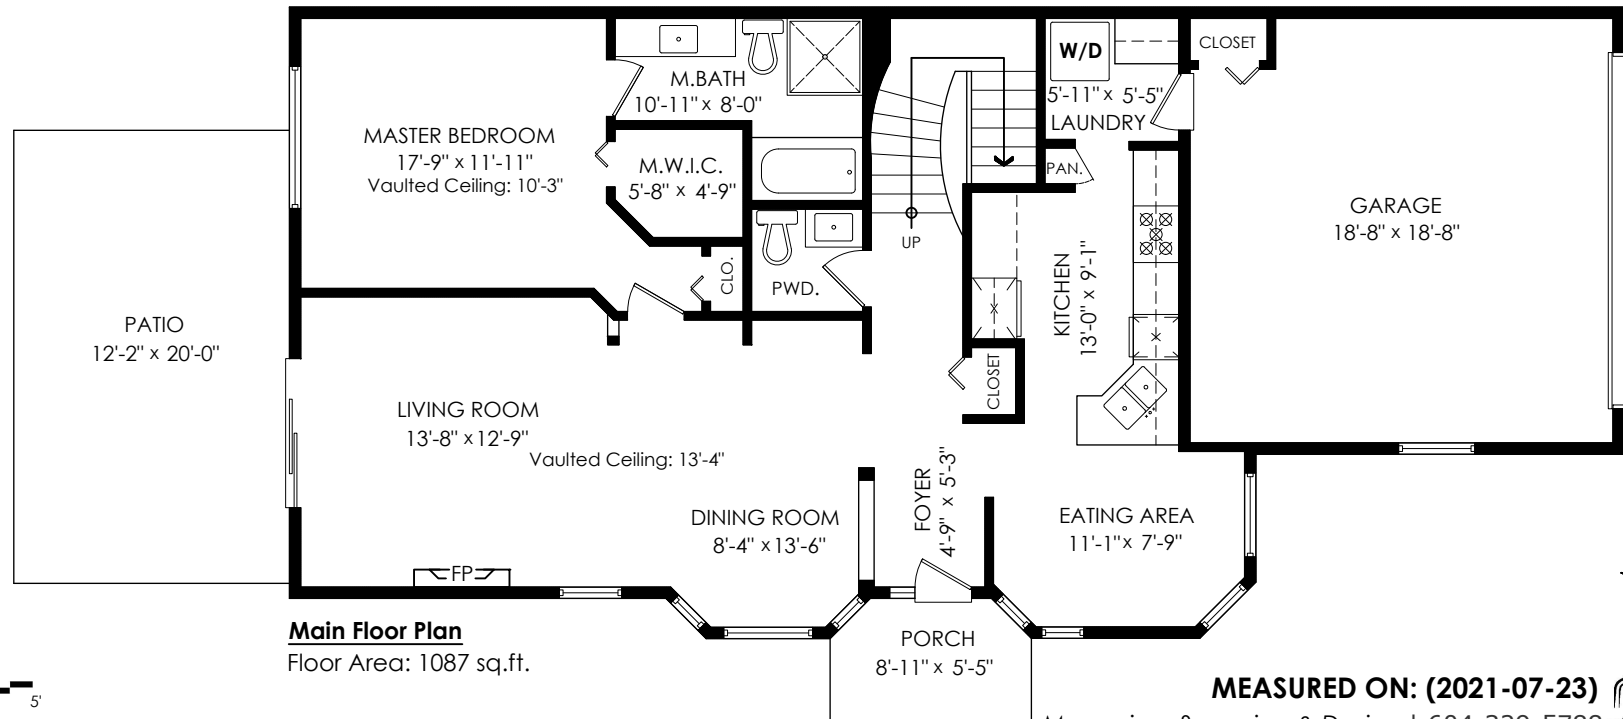 CLOSET
W/D
M.BATH
10'-11" x 8'-0"
5'-11" x 5'-5"
LAUNDRY
MASTER BEDROOM
17'-9" x 11'-11"
Vaulted Ceiling: 10'-3"
M.W.I.C.
5'-8" x 4'-9"
PAN.
GARAGE
18'-8" x 18'-8"
UP
CLO.
PWD.
KITCHEN
13'-0" x 9'-1"
PATIO
12'-2" x 20'-0"
CLOSET
LIVING ROOM
13'-8" x 12'-9"
Vaulted Ceiling: 13'-4"
FOYER
4'-9" x 5'-3"
DINING ROOM
8'-4" x 13'-6"
EATING AREA
11'-1" x 7'-9"
FP
Main Floor Plan
Floor Area: 1087 sq.ft.
PORCH
8'-11" x 5'-5"
5'
MEASURED ON: (2021-07-23)